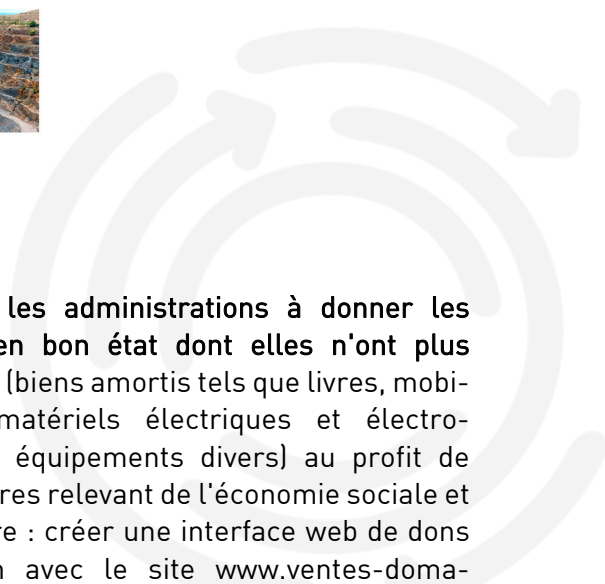 les administrations à donner les
en bon état dont elles n'ont plus
(biens amortis tels que livres, mobi-
matériels électriques et électro-
équipements divers) au profit de
res relevant de l'économie sociale et
re : créer une interface web de dons
n avec le site www.ventes-doma-